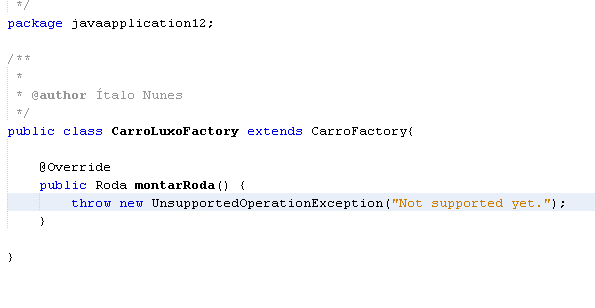 */
package javaapplication12;
/**
*
* @author Ítalo Nunes
*/
public class CarroLuxoFactory extends CarroFactory{
@Override
public Roda montarRoda() {
throw new UnsupportedOperationException("Not supported yet.");
}
}